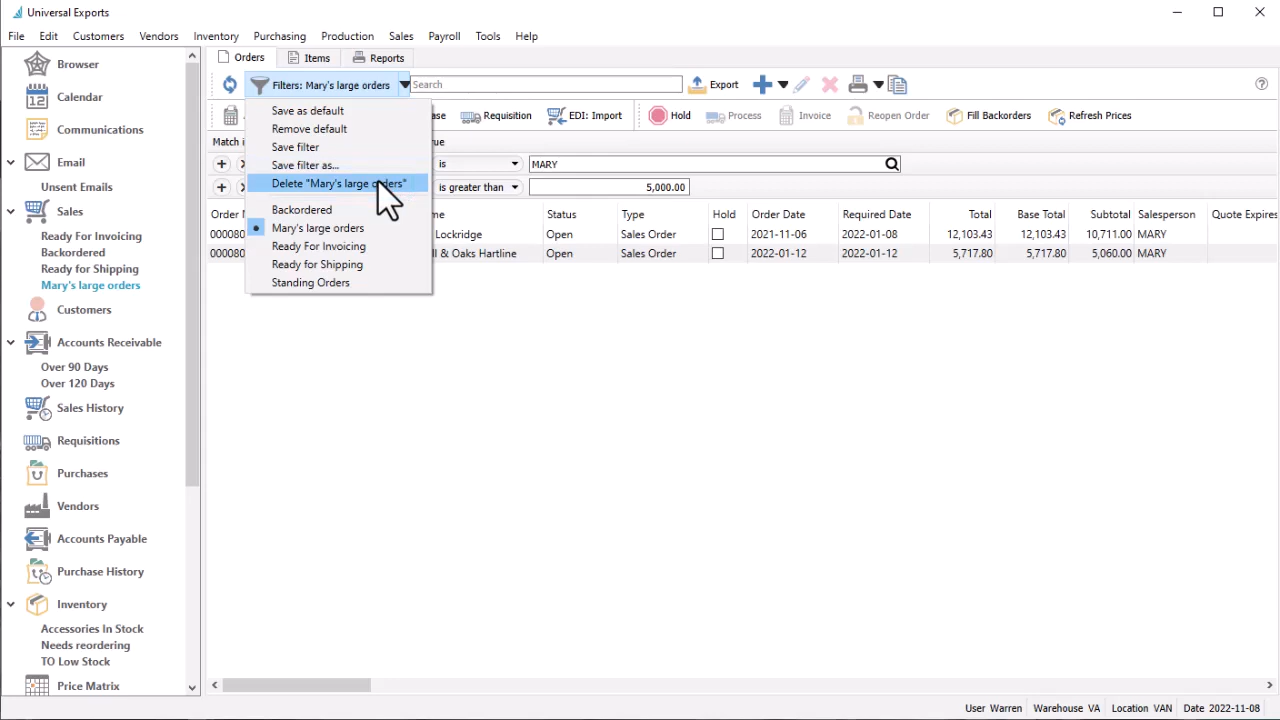 Universal Exports
File Edit Customers Vendors Inventory Purchasing Production Sales Payroll Tools Help
Browser
Calendar
Communications
Email
Unsent Emails
Sales
Ready For Invoicing
Backordered
Ready for Shipping
Mary's large orders
Customers
Accounts Receivable
Over 90 Days
Over 120 Days
Sales History
Requisitions
Purchases
Vendors
Accounts Payable
Purchase History
Inventory
Accessories In Stock
Needs reordering
TO Low Stock
Price Matrix
Orders Items Reports
Filters: Mary's large orders Search Export
Requisition EDI: Import Hold Process Invoice Reopen Order Fill Backorders Refresh Prices
Match
is MARY
is greater than 5,000.00
Save as default
Remove default
Save filter
Save filter as...
Delete "Mary's large orders"
Backordered
Mary's large orders
Ready For Invoicing
Ready for Shipping
Standing Orders
Order Status Type Hold Order Date Required Date Total Base Total Subtotal Salesperson Quote Expires
00008 Lockridge Open Sales Order 2021-11-06 2022-01-08 12,103.43 12,103.43 10,711.00 MARY
00008 ll & Oaks Hartline Open Sales Order 2022-01-12 2022-01-12 5,717.80 5,717.80 5,060.00 MARY
User Warren Warehouse VA Location VAN Date 2022-11-08